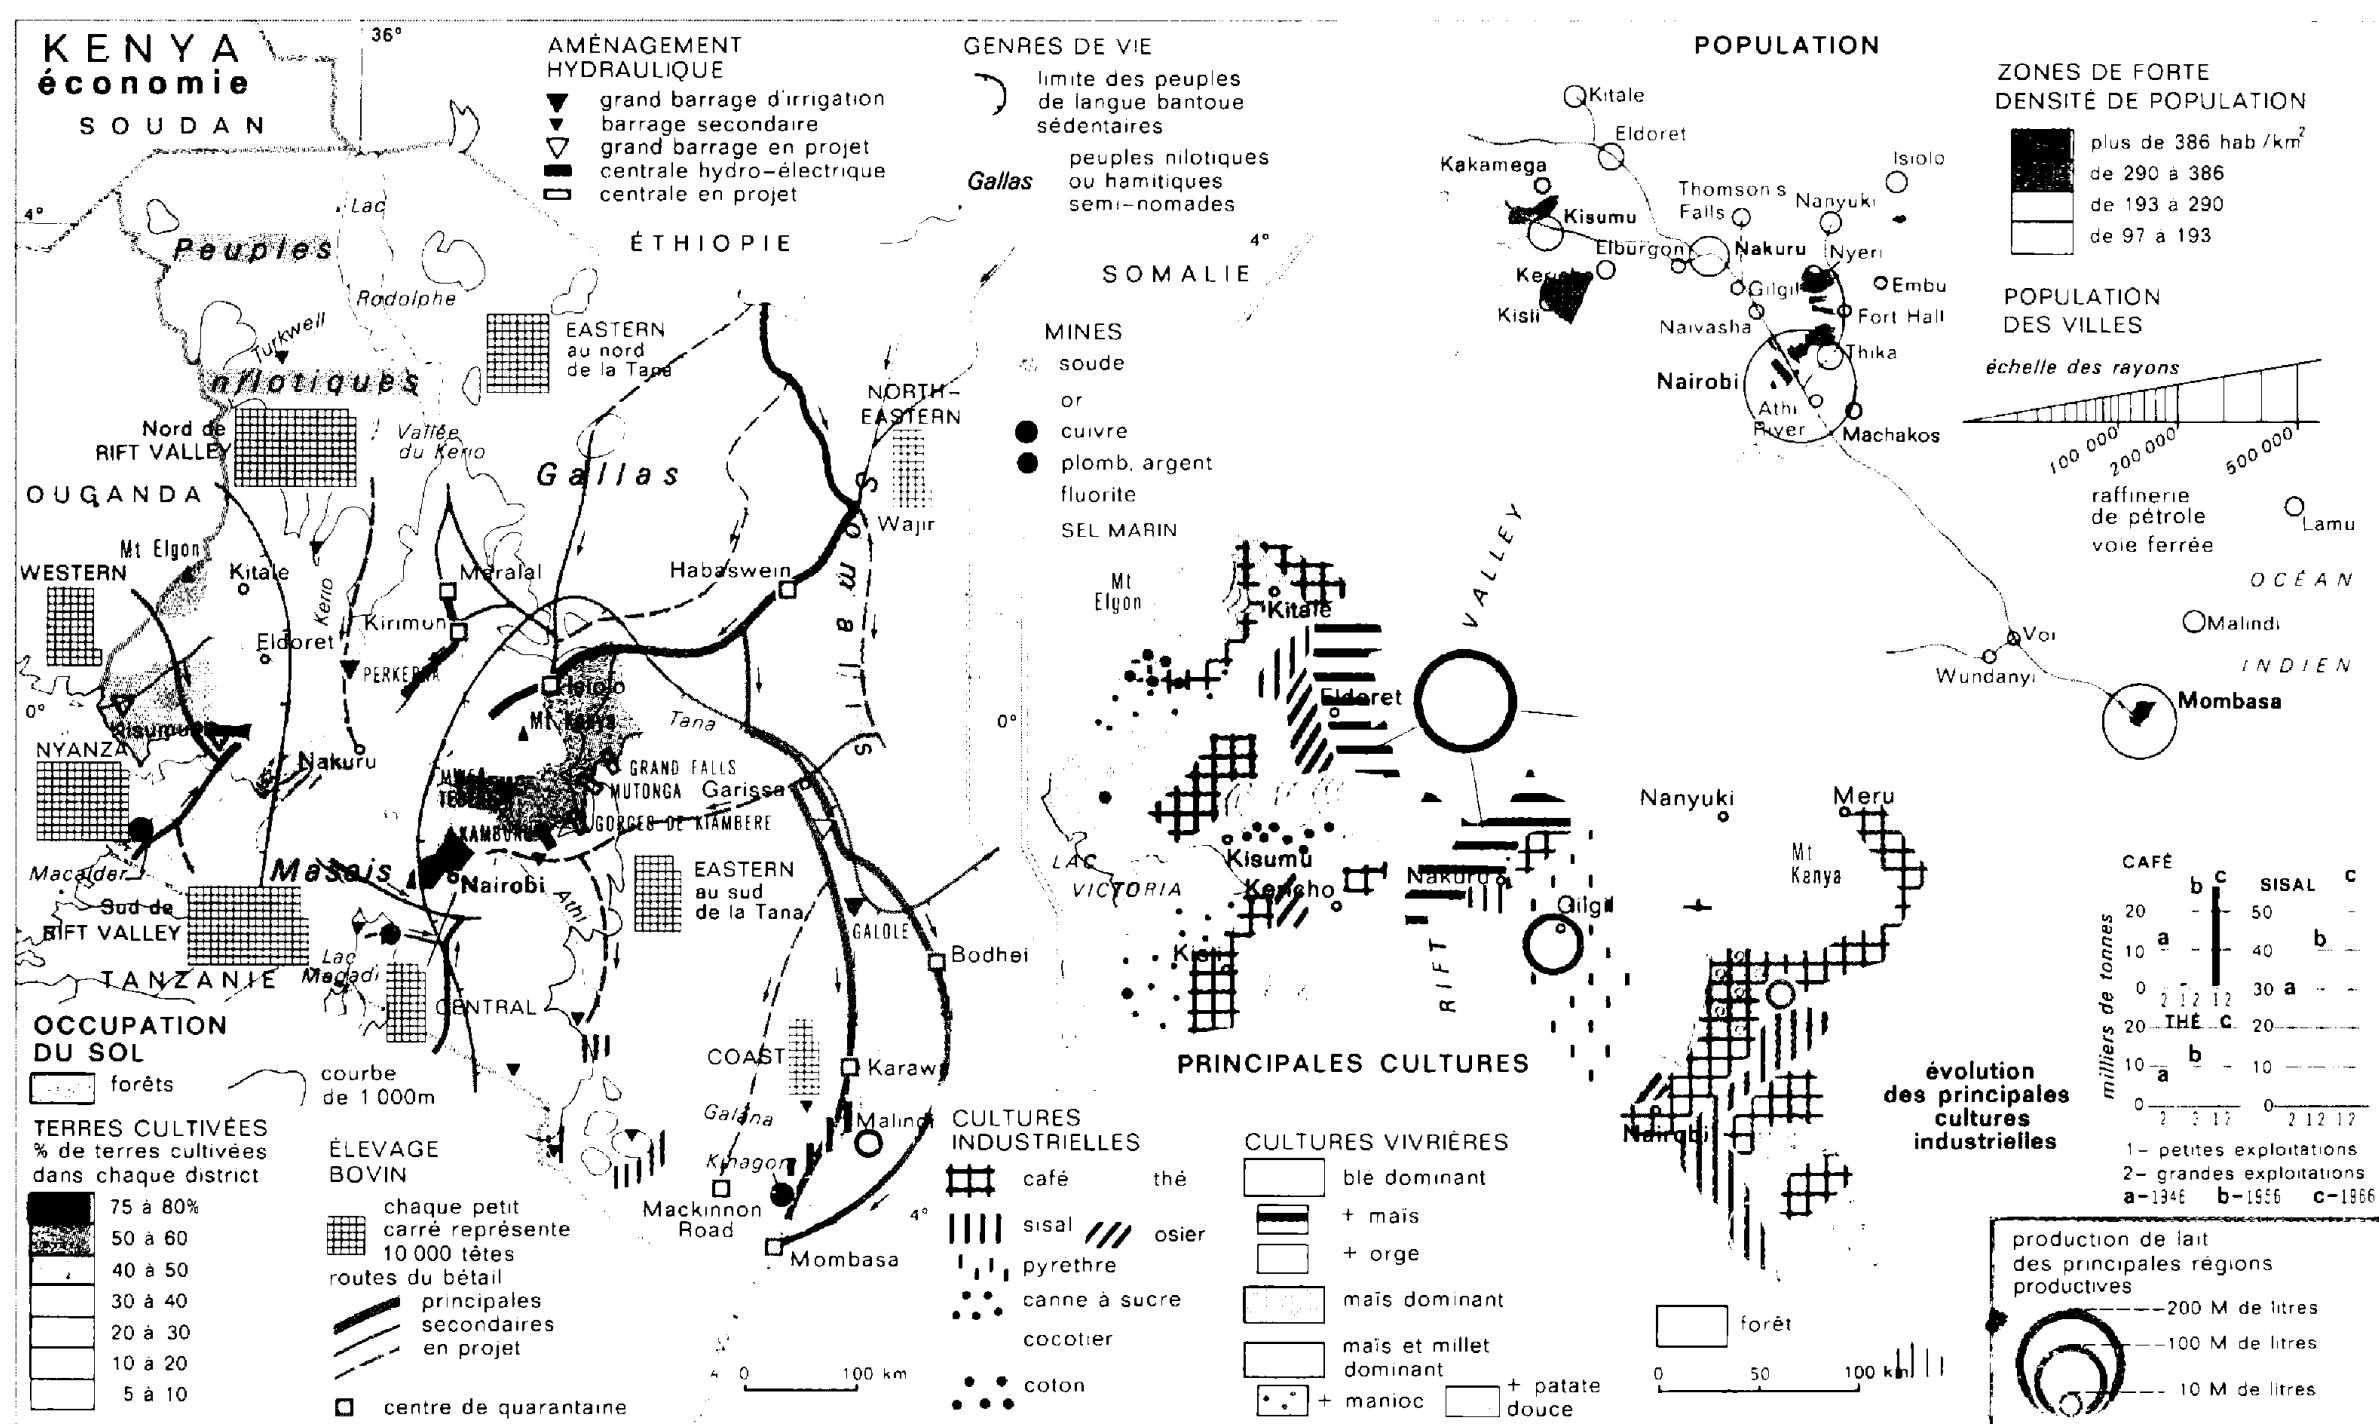 KENYA
économie
SOUDAN
36°
4°
Peuples
nilotiques
Lac
Rodolphe
Turkwell
Nord de
RIFT VALLEY
Vallée
du Kerio
OUGANDA
Mt Elgon
WESTERN
Kitale
Kerio
Eldoret
PERKERRA
0°
Kisumu
NYANZA
Nakuru
Macalder
Masais
Sud de
RIFT VALLEY
Lac
Magadi
TANZANIE
CENTRAL
AMÉNAGEMENT
HYDRAULIQUE
grand barrage d'irrigation
barrage secondaire
grand barrage en projet
centrale hydro-électrique
centrale en projet
ÉTHIOPIE
EASTERN
au nord
de la Tana
Gallas
Maralal
Kirimun
Habaswein
NORTH-
EASTERN
Wajir
Somalis
Isiolo
Mt Kenya
Tana
GRAND FALLS
MUTONGA
Garissa
GORGES DE KIAMBERE
KAMBURU
Nairobi
Athi
EASTERN
au sud
de la Tana
GALOLE
Bodhei
COAST
Karawa
Galana
Malindi
Mackinnon
Road
4°
Mombasa
0 100 km
OCCUPATION
DU SOL
forêts
courbe
de 1 000m
TERRES CULTIVÉES
% de terres cultivées
dans chaque district
75 à 80%
50 à 60
40 à 50
30 à 40
20 à 30
10 à 20
5 à 10
ÉLEVAGE
BOVIN
chaque petit
carré représente
10 000 têtes
routes du bétail
principales
secondaires
en projet
centre de quarantaine
GENRES DE VIE
limite des peuples
de langue bantoue
sédentaires
Gallas
peuples nilotiques
ou hamitiques
semi-nomades
4°
SOMALIE
MINES
soude
or
cuivre
plomb, argent
fluorite
SEL MARIN
0°
POPULATION
Kitale
Eldoret
Kakamega
Kisumu
Thomson s
Falls
Nanyuki
Isiolo
Elburgon
Nakuru
Nyeri
Kericho
Gilgil
Embu
Kisii
Naivasha
Fort Hall
Thika
Nairobi
Athi
River
Machakos
Voi
Wundanyi
Malindi
Lamu
Mombasa
OCÉAN
INDIEN
ZONES DE FORTE
DENSITÉ DE POPULATION
plus de 386 hab/km²
de 290 à 386
de 193 à 290
de 97 à 193
POPULATION
DES VILLES
échelle des rayons
100 000
200 000
500 000
raffinerie
de pétrole
voie ferrée
Mt
Elgon
Kitale
Eldoret
RIFT VALLEY
LAC
VICTORIA
Kisumu
Kericho
Nakuru
Gilgil
Kisii
Nanyuki
Meru
Mt
Kenya
Nairobi
PRINCIPALES CULTURES
CULTURES
INDUSTRIELLES
café thé
sisal osier
pyrèthre
canne à sucre
cocotier
coton
CULTURES VIVRIÈRES
blé dominant
+ maïs
+ orge
maïs dominant
maïs et millet
dominant
+ manioc
+ patate
douce
forêt
0 50 100 km
CAFÉ
SISAL
THÉ
milliers de tonnes
évolution
des principales
cultures
industrielles
1- petites exploitations
2- grandes exploitations
a-1946 b-1956 c-1966
production de lait
des principales régions
productives
200 M de litres
100 M de litres
10 M de litres